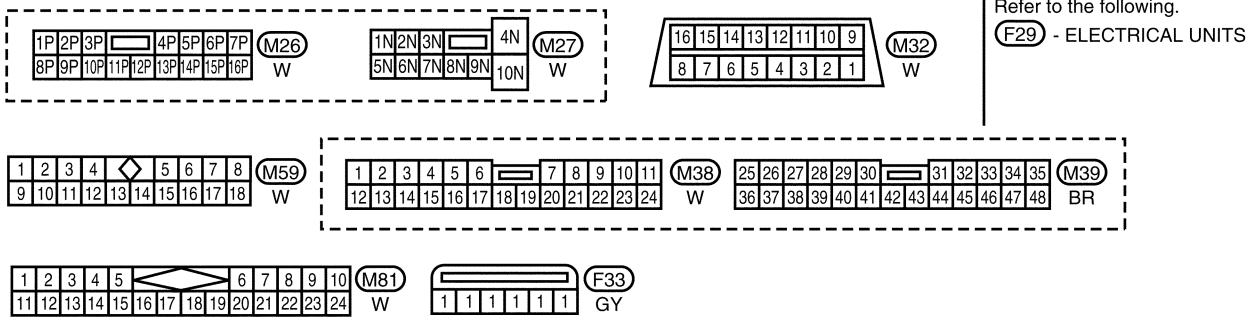 Refer to the following.
F29 - ELECTRICAL UNITS
1P 2P 3P 4P 5P 6P 7P M26
8P 9P 10P 11P 12P 13P 14P 15P 16P W
1N 2N 3N 4N M27
5N 6N 7N 8N 9N 10N W
16 15 14 13 12 11 10 9 M32
8 7 6 5 4 3 2 1 W
1 2 3 4 5 6 7 8 M59
9 10 11 12 13 14 15 16 17 18 W
1 2 3 4 5 6 7 8 9 10 11 M38
12 13 14 15 16 17 18 19 20 21 22 23 24 W
25 26 27 28 29 30 31 32 33 34 35 M39
36 37 38 39 40 41 42 43 44 45 46 47 48 BR
1 2 3 4 5 6 7 8 9 10 M81
11 12 13 14 15 16 17 18 19 20 21 22 23 24 W
F33
1 1 1 1 1 1 GY